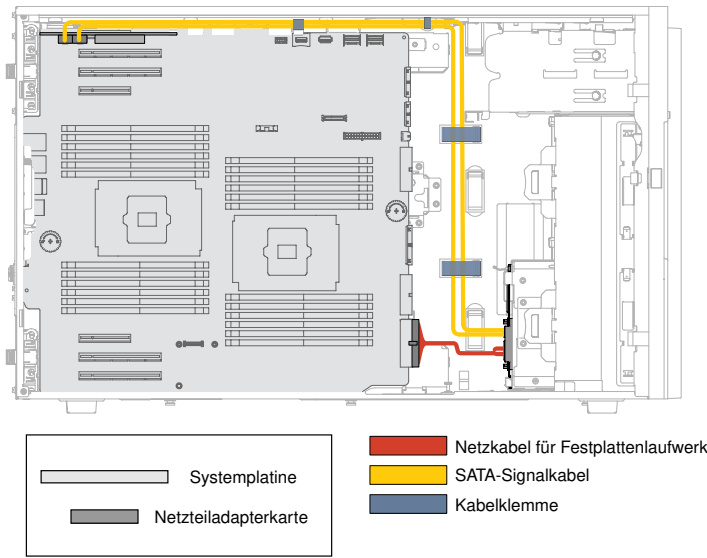 Systemplatine
Netzteiladapterkarte
Netzkabel für Festplattenlaufwerk
SATA-Signalkabel
Kabelklemme